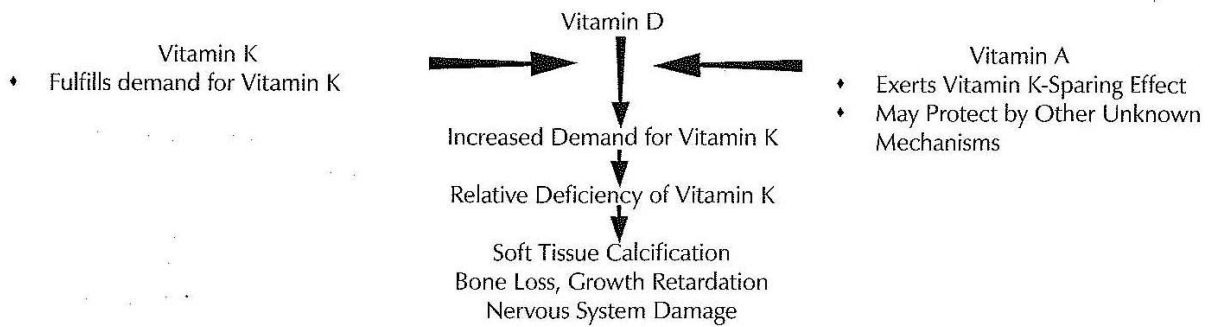 Vitamin D
Vitamin K
♦ Fulfills demand for Vitamin K
Vitamin A
♦ Exerts Vitamin K-Sparing Effect
♦ May Protect by Other Unknown
Mechanisms
Increased Demand for Vitamin K
Relative Deficiency of Vitamin K
Soft Tissue Calcification
Bone Loss, Growth Retardation
Nervous System Damage